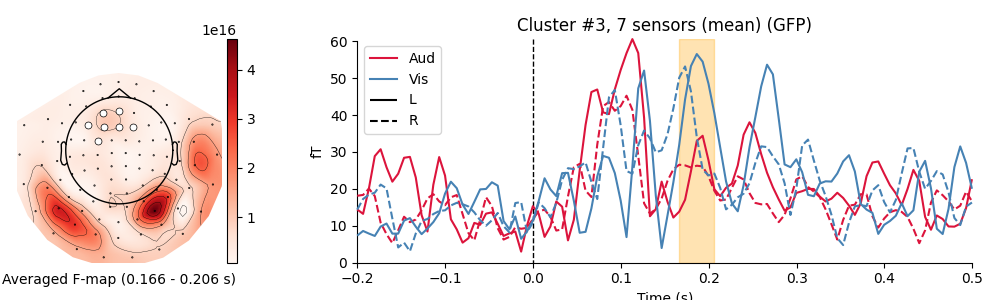 Cluster #3, 7 sensors (mean) (GFP)
1e16
4
3
2
1
Averaged F-map (0.166 - 0.206 s)
fT
60
50
40
30
20
10
0
Aud
Vis
L
R
−0.2
−0.1
0.0
0.1
0.2
0.3
0.4
0.5
Time (s)